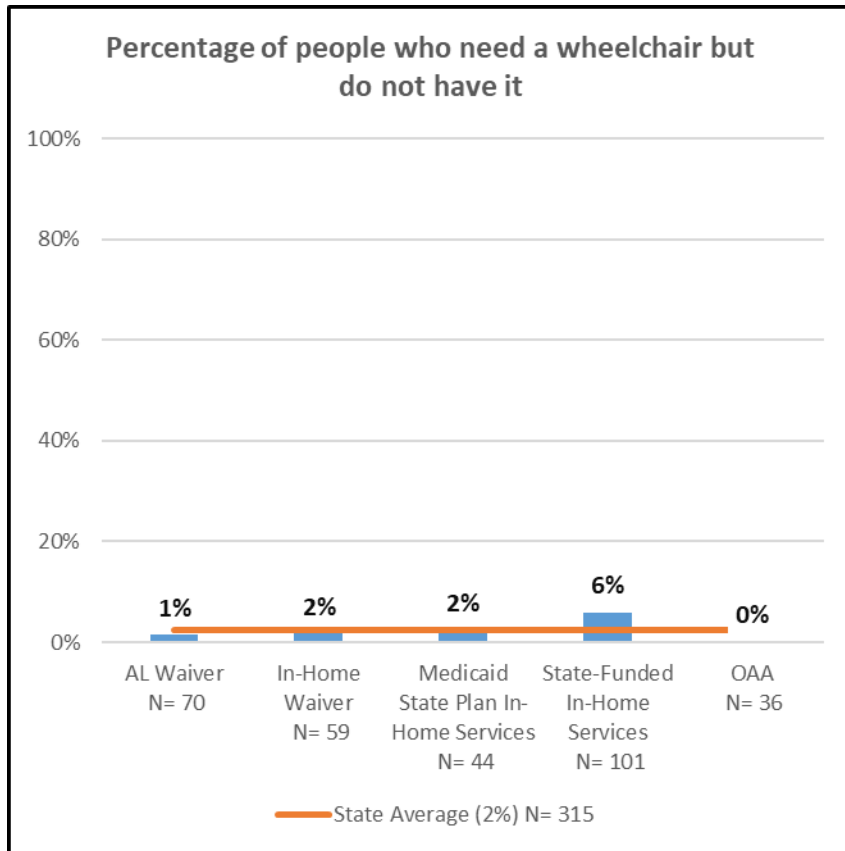 Percentage of people who need a wheelchair but
do not have it
100%
80%
60%
40%
20%
0%
1%
2%
2%
6%
0%
AL Waiver
N= 70
In-Home
Waiver
N= 59
Medicaid
State Plan In-
Home Services
N= 44
State-Funded
In-Home
Services
N= 101
OAA
N= 36
State Average (2%) N= 315